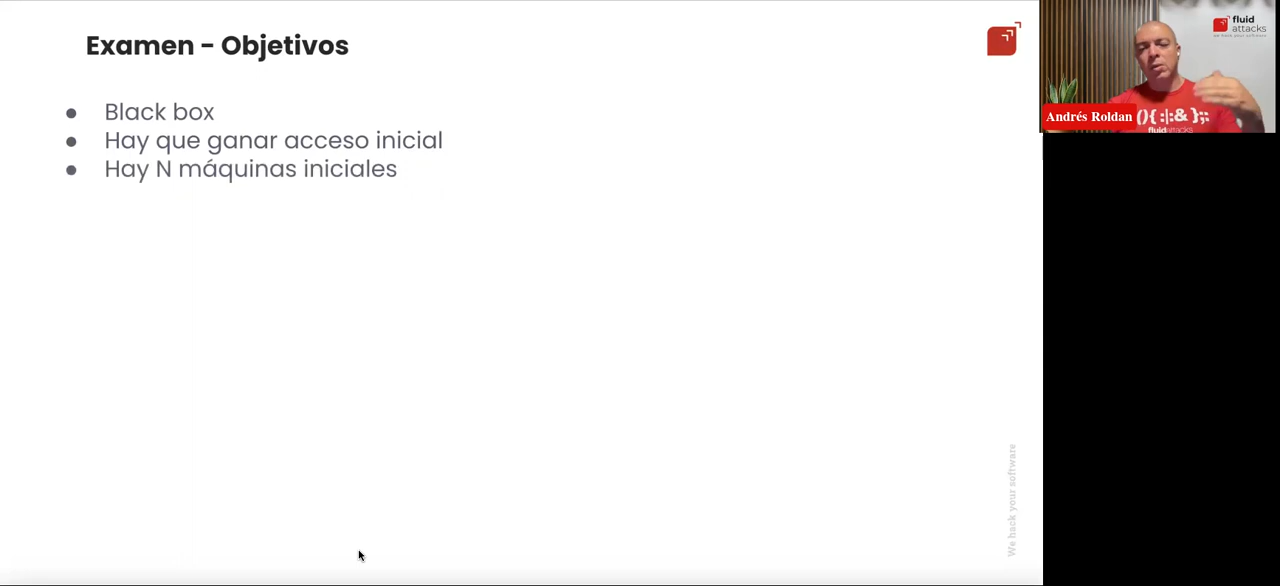 Examen - Objetivos
● Black box
● Hay que ganar acceso inicial
● Hay N máquinas iniciales
We hack your software
fluid
attacks
Andrés Roldan
(){ :|:& };:
fluidattacks